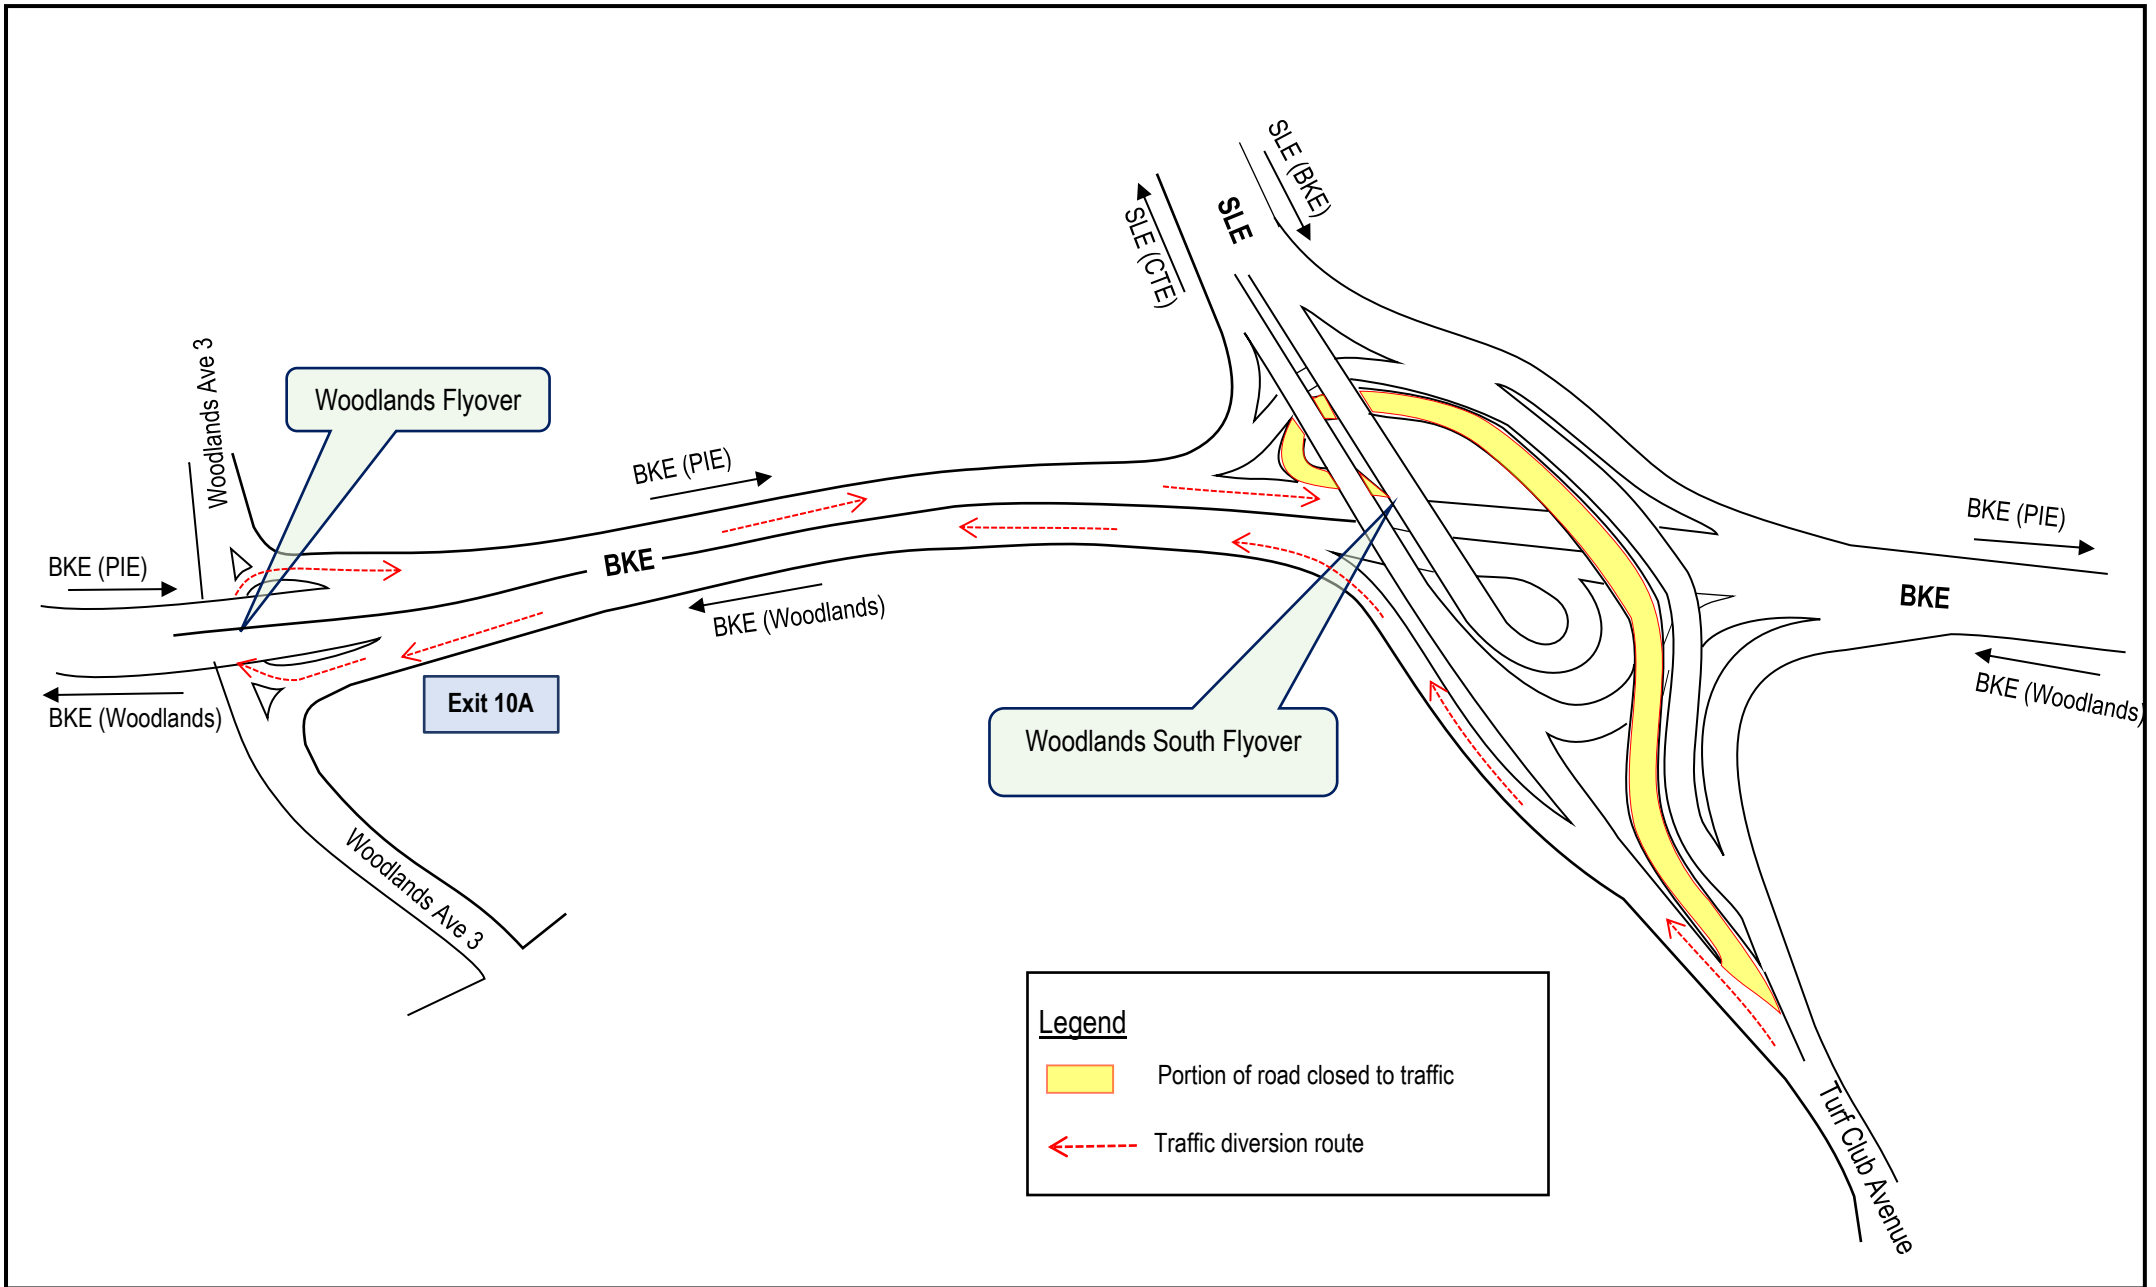 SLE (BKE)
SLE
SLE (CTE)
Woodlands Ave 3
Woodlands Flyover
BKE (PIE)
BKE (PIE)
BKE (PIE)
BKE
BKE
BKE (Woodlands)
BKE (Woodlands)
BKE (Woodlands)
Exit 10A
Woodlands South Flyover
Woodlands Ave 3
Legend
Portion of road closed to traffic
Traffic diversion route
Turf Club Avenue